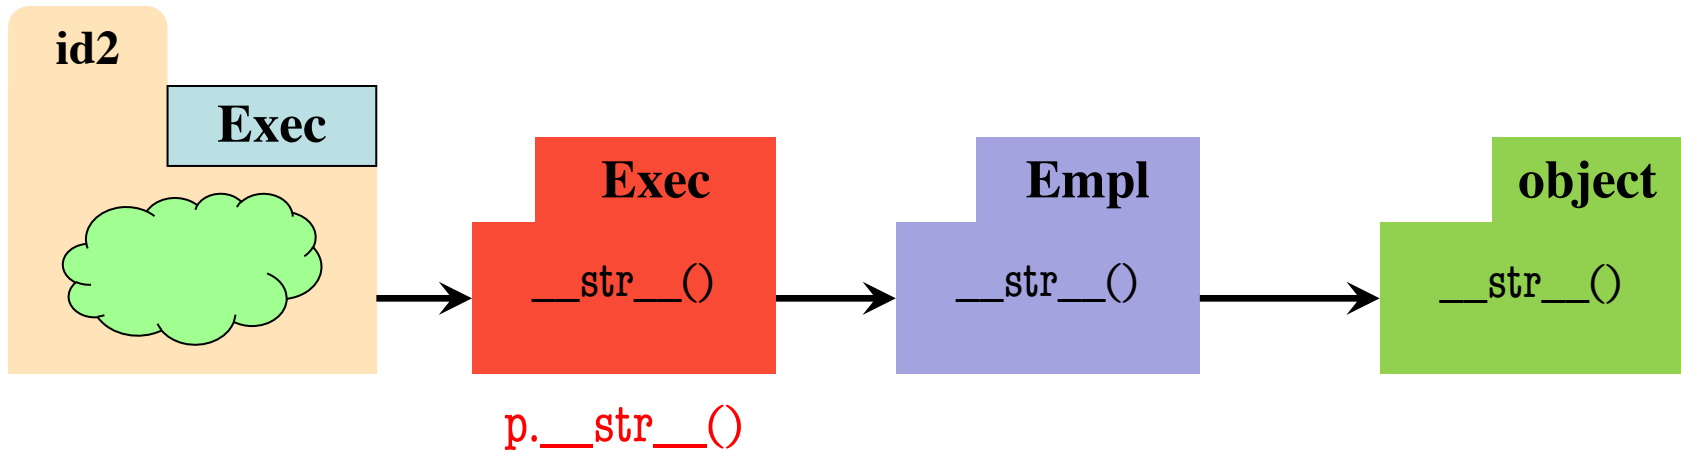 id2
Exec
Exec
Empl
object
__str__()
__str__()
__str__()
p.__str__()